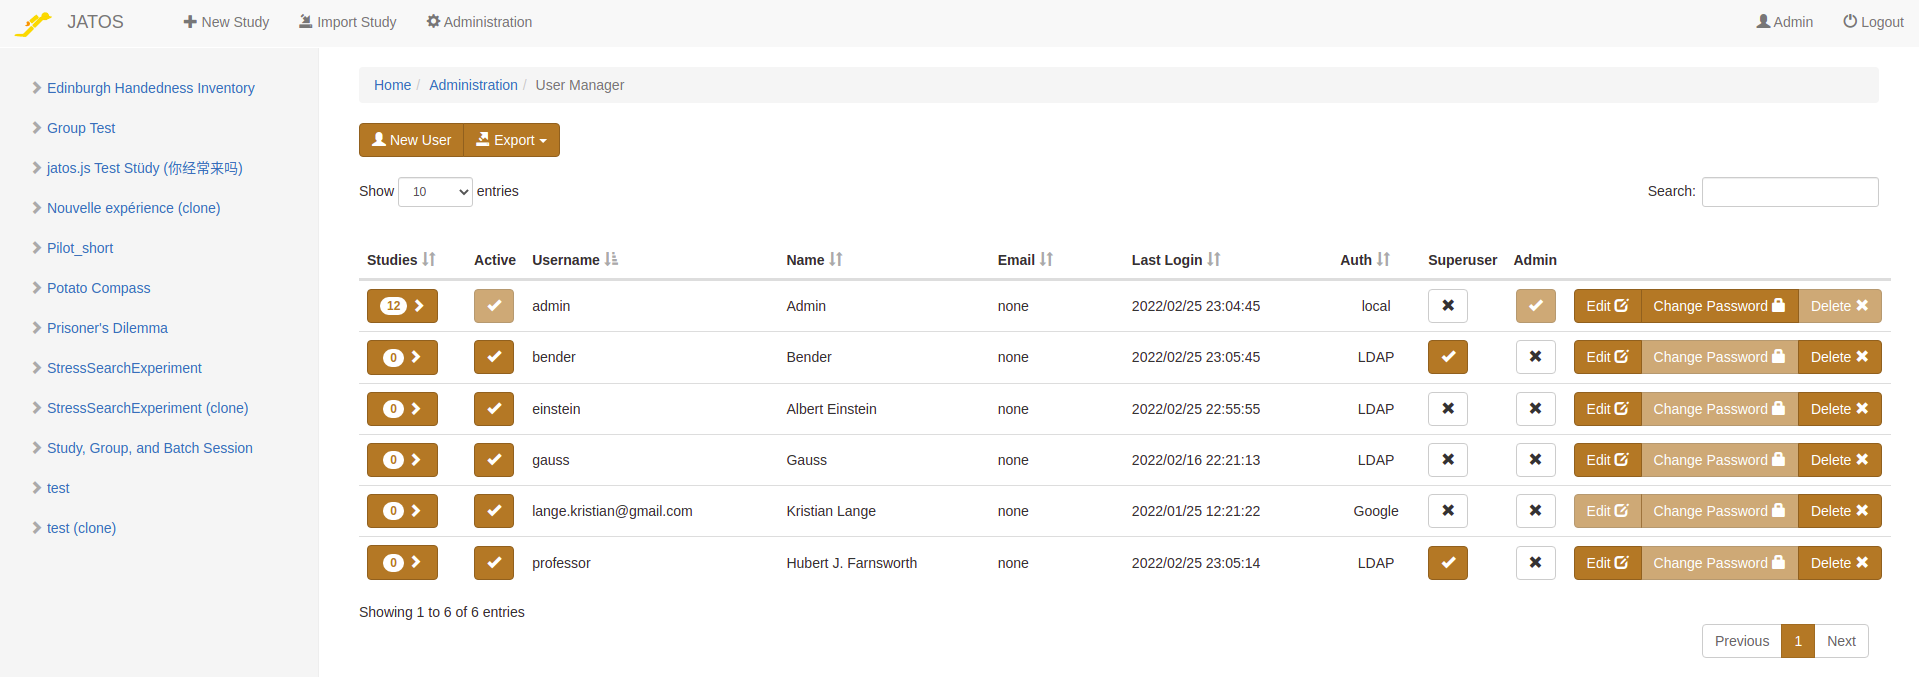 JATOS New Study Import Study Administration Admin Logout
Edinburgh Handedness Inventory
Group Test
jatos.js Test Stüdy (你经常来吗)
Nouvelle expérience (clone)
Pilot_short
Potato Compass
Prisoner's Dilemma
StressSearchExperiment
StressSearchExperiment (clone)
Study, Group, and Batch Session
test
test (clone)
Home / Administration / User Manager
New User Export
Show 10 entries Search:
Studies Active Username Name Email Last Login Auth Superuser Admin
12 admin Admin none 2022/02/25 23:04:45 local Edit Change Password Delete
0 bender Bender none 2022/02/25 23:05:45 LDAP Edit Change Password Delete
0 einstein Albert Einstein none 2022/02/25 22:55:55 LDAP Edit Change Password Delete
0 gauss Gauss none 2022/02/16 22:21:13 LDAP Edit Change Password Delete
0 lange.kristian@gmail.com Kristian Lange none 2022/01/25 12:21:22 Google Edit Change Password Delete
0 professor Hubert J. Farnsworth none 2022/02/25 23:05:14 LDAP Edit Change Password Delete
Showing 1 to 6 of 6 entries
Previous 1 Next